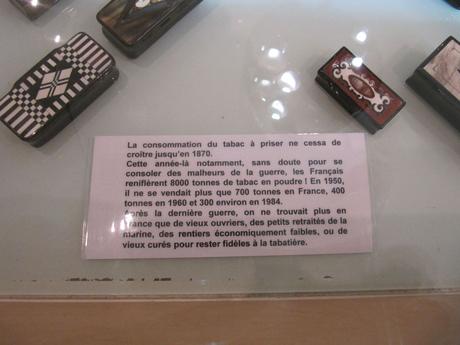 La consommation du tabac à priser ne cessa de
croître jusqu'en 1870.
Cette année-là notamment, sans doute pour se
consoler des malheurs de la guerre, les Français
reniflèrent 8000 tonnes de tabac en poudre ! En 1950,
il ne se vendait plus que 700 tonnes en France, 400
tonnes en 1960 et 300 environ en 1984.
Après la dernière guerre, on ne trouvait plus en
France que de vieux ouvriers, des petits retraités de la
marine, des rentiers économiquement faibles, ou de
vieux curés pour rester fidèles à la tabatière.